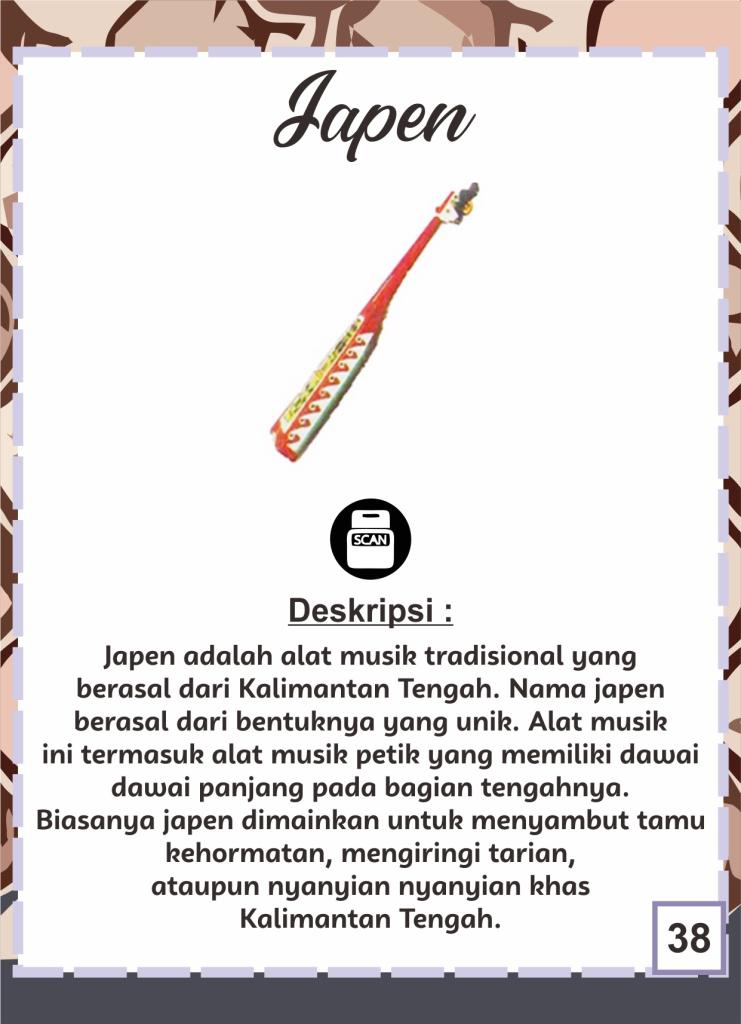 Japen
SCAN
Deskripsi :
Japen adalah alat musik tradisional yang
berasal dari Kalimantan Tengah. Nama japen
berasal dari bentuknya yang unik. Alat musik
ini termasuk alat musik petik yang memiliki dawai
dawai panjang pada bagian tengahnya.
Biasanya japen dimainkan untuk menyambut tamu
kehormatan, mengiringi tarian,
ataupun nyanyian nyanyian khas
Kalimantan Tengah.
38